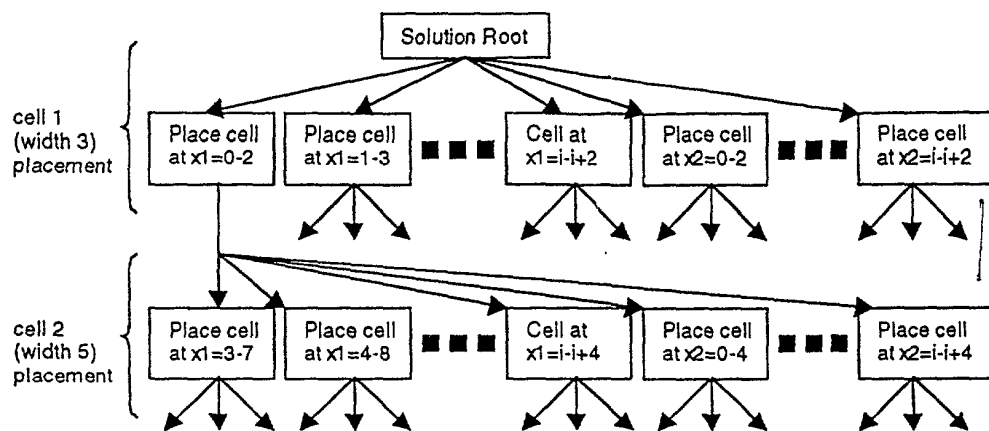 Solution Root
cell 1
(width 3)
placement
Place cell
at x1=0-2
Place cell
at x1=1-3
Cell at
x1=i-i+2
Place cell
at x2=0-2
Place cell
at x2=i-i+2
cell 2
(width 5)
placement
Place cell
at x1=3-7
Place cell
at x1=4-8
Cell at
x1=i-i+4
Place cell
at x2=0-4
Place cell
at x2=i-i+4